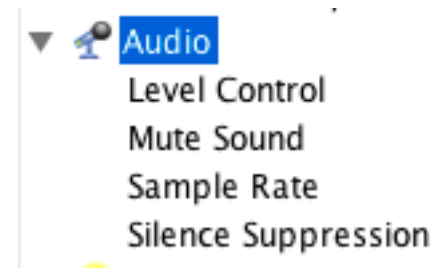 Audio
Level Control
Mute Sound
Sample Rate
Silence Suppression